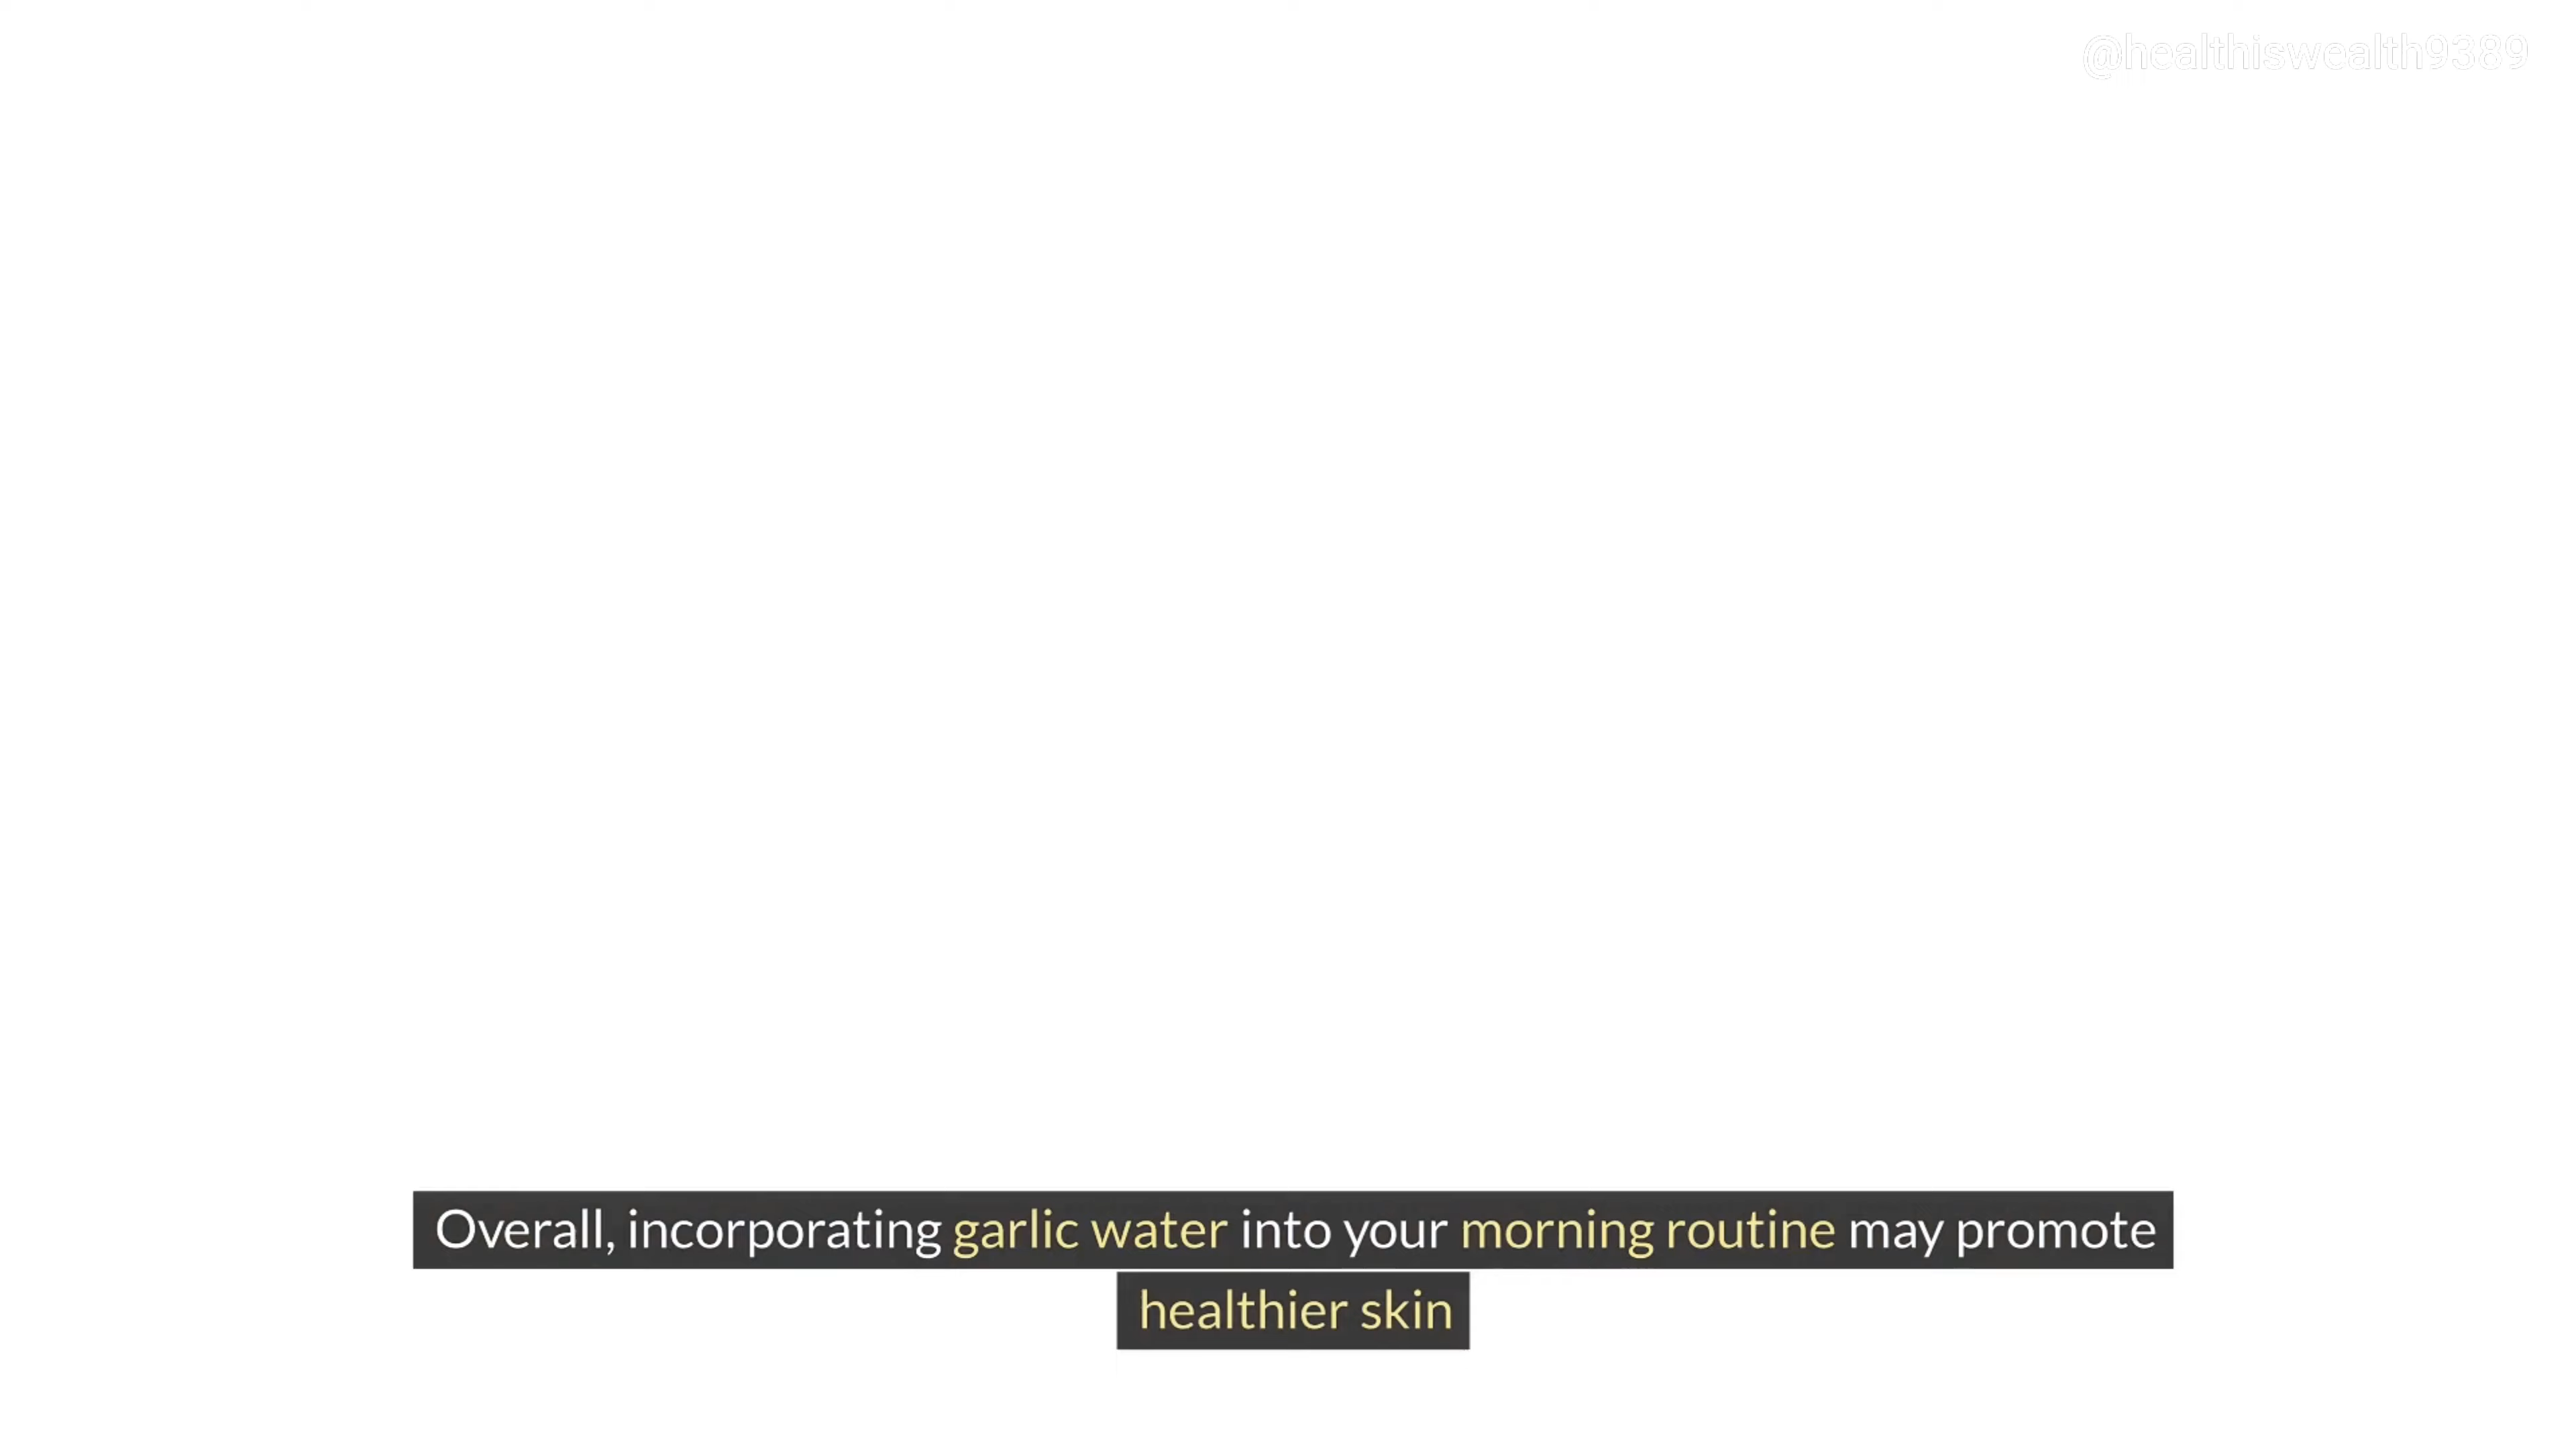 @healthiswealth9389
Overall, incorporating garlic water into your morning routine may promote
healthier skin